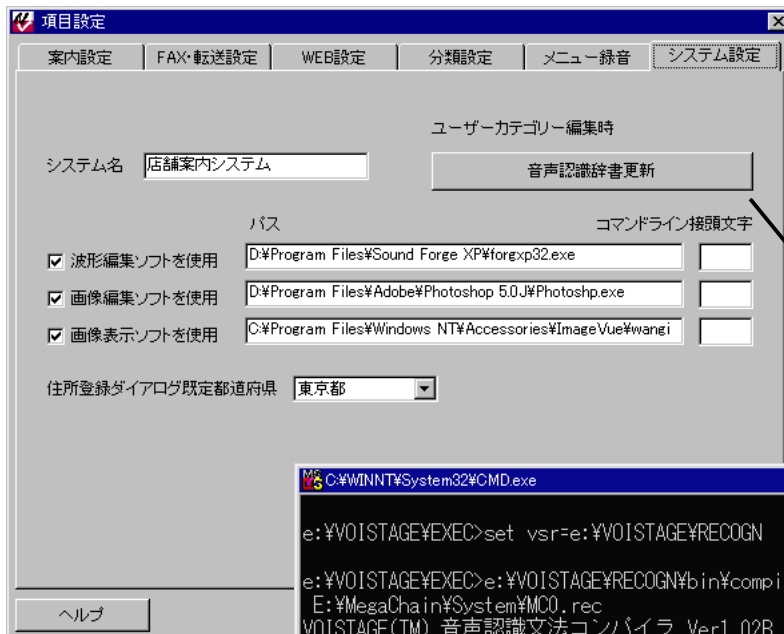 項目設定
案内設定 FAX・転送設定 WEB設定 分類設定 メニュー録音 システム設定
ユーザーカテゴリー編集時
システム名 店舗案内システム 音声認識辞書更新
パス コマンドライン接頭文字
波形編集ソフトを使用 D:¥Program Files¥Sound Forge XP¥forgxp32.exe
画像編集ソフトを使用 D:¥Program Files¥Adobe¥Photoshop 5.0J¥Photoshp.exe
画像表示ソフトを使用 C:¥Program Files¥Windows NT¥Accessories¥ImageVue¥wangi
住所登録ダイアログ既定都道府県 東京都
C:¥WINNT¥System32¥CMD.exe
e:¥VOISTAGE¥EXEC>set vsr=e:¥VOISTAGE¥RECOGN
e:¥VOISTAGE¥EXEC>e:¥VOISTAGE¥RECOGN¥bin¥compi
E:¥MegaChain¥System¥MC0.rec
VOISTAGE(TM) 音声認識文法コンパイラ Ver1.02B
ヘルプ